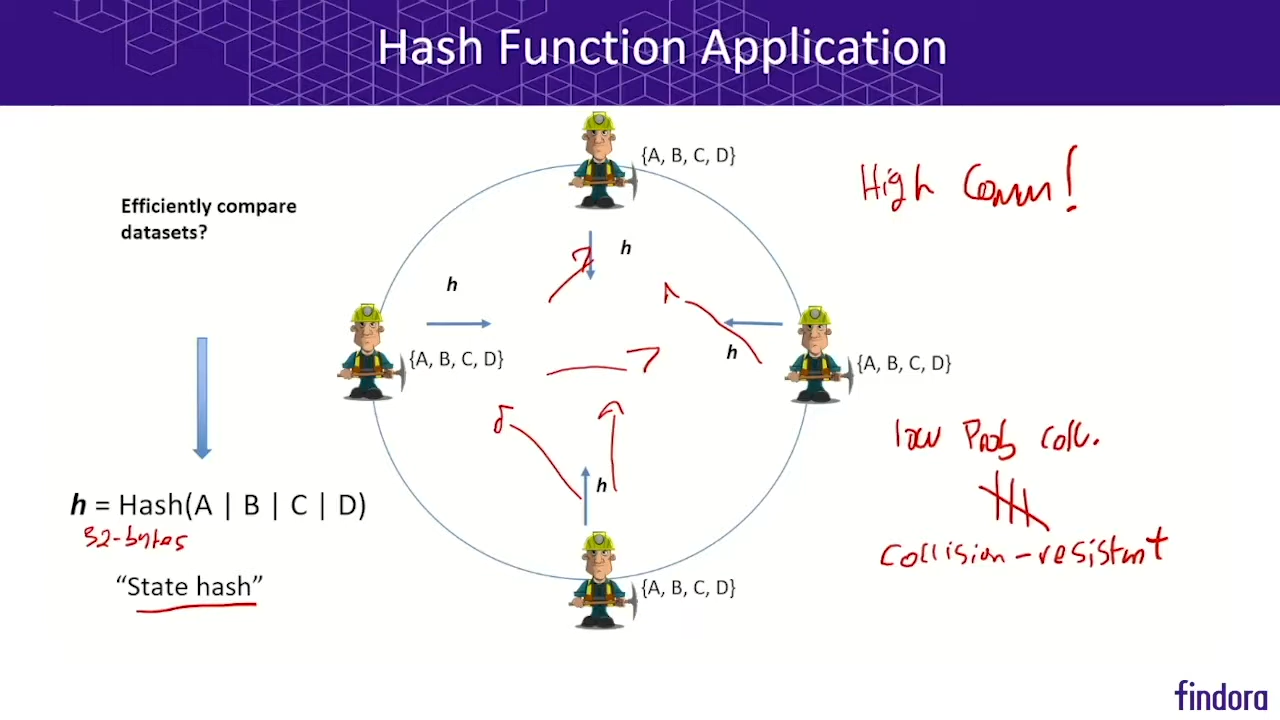 Hash Function Application
{A, B, C, D}
High Comm!
Efficiently compare
datasets?
h
h
{A, B, C, D}
h
{A, B, C, D}
low Prob coll.
h
h = Hash(A | B | C | D)
32-bytes
collision-resistant
"State hash"
{A, B, C, D}
findora